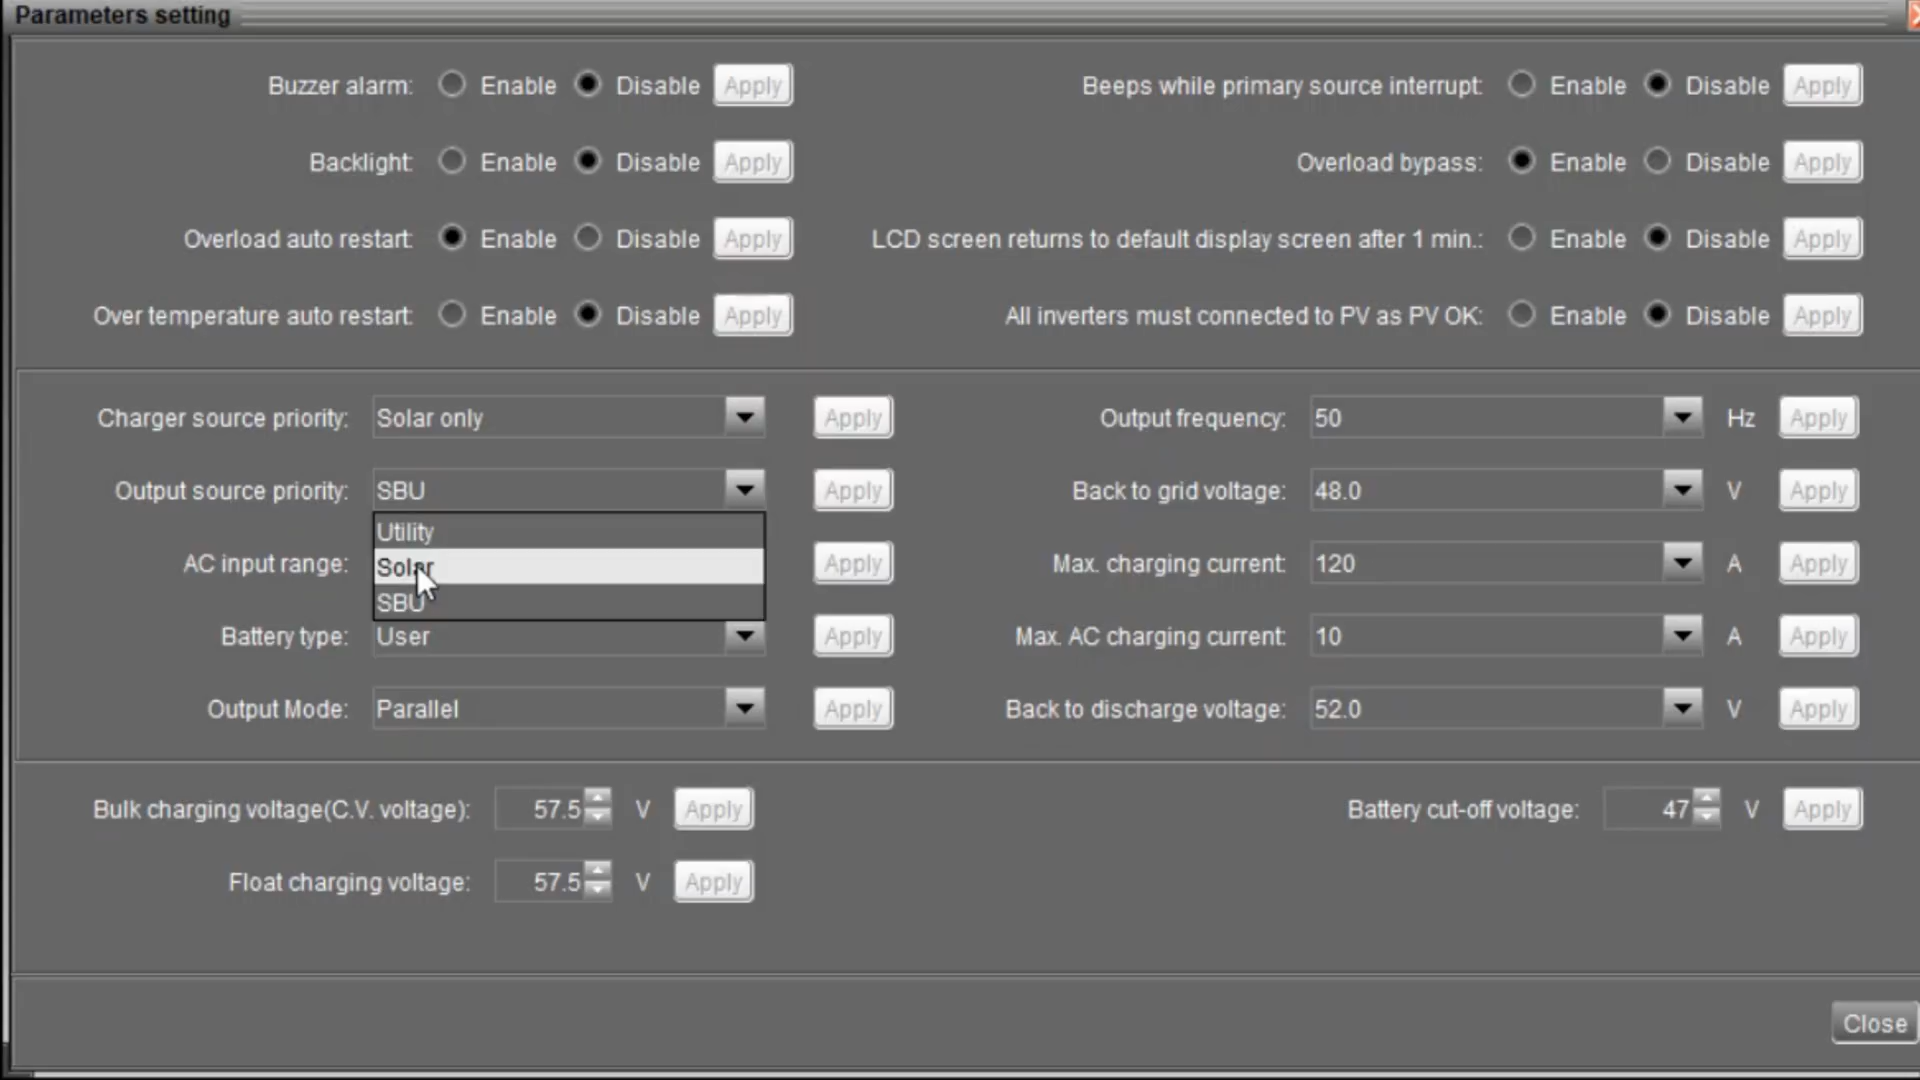 Parameters setting
Buzzer alarm: Enable Disable Apply Beeps while primary source interrupt: Enable Disable Apply
Backlight: Enable Disable Apply Overload bypass: Enable Disable Apply
Overload auto restart: Enable Disable Apply LCD screen returns to default display screen after 1 min.: Enable Disable Apply
Over temperature auto restart: Enable Disable Apply All inverters must connected to PV as PV OK: Enable Disable Apply
Charger source priority: Solar only Apply Output frequency: 50 Hz Apply
Output source priority: SBU Apply Back to grid voltage: 48.0 V Apply
Utility
AC input range: Solar Apply Max. charging current: 120 A Apply
SBU
Battery type: User Apply Max. AC charging current: 10 A Apply
Output Mode: Parallel Apply Back to discharge voltage: 52.0 V Apply
Bulk charging voltage(C.V. voltage): 57.5 V Apply Battery cut-off voltage: 47 V Apply
Float charging voltage: 57.5 V Apply
Close